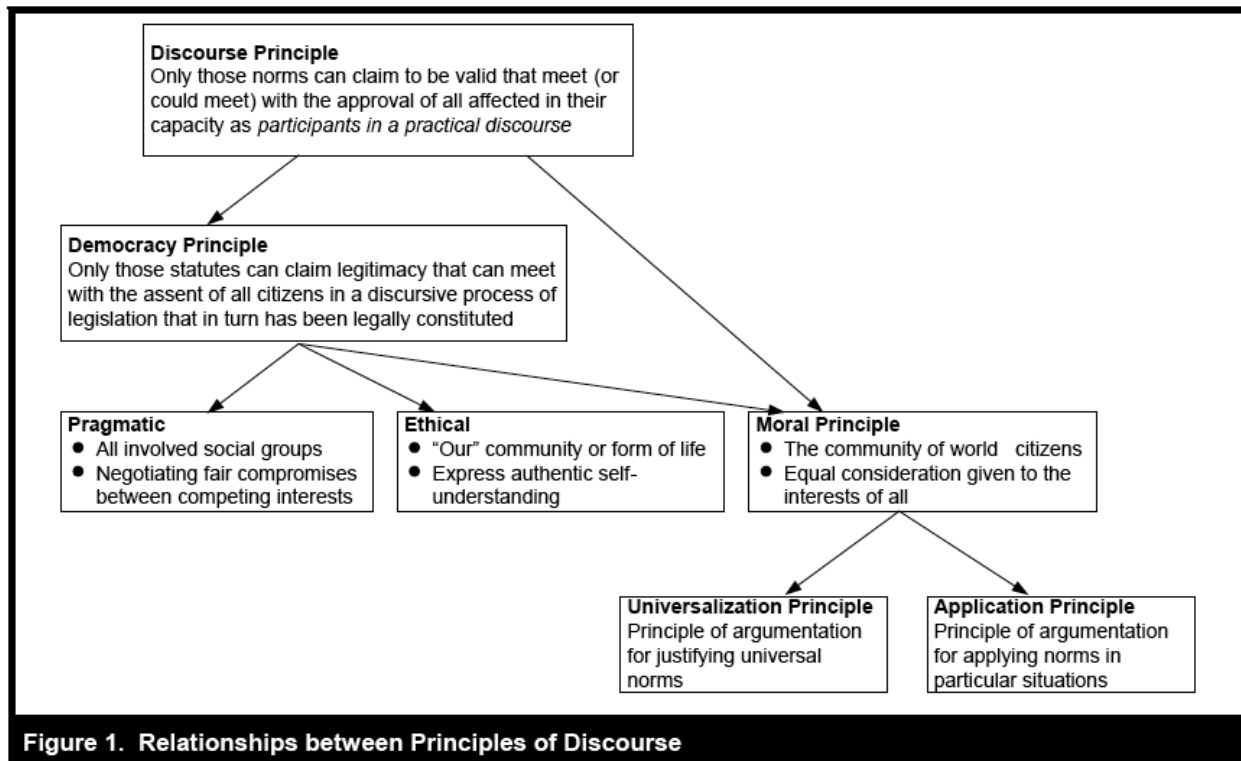 Discourse Principle
Only those norms can claim to be valid that meet (or
could meet) with the approval of all affected in their
capacity as participants in a practical discourse
Democracy Principle
Only those statutes can claim legitimacy that can meet
with the assent of all citizens in a discursive process of
legislation that in turn has been legally constituted
Pragmatic
● All involved social groups
● Negotiating fair compromises
between competing interests
Ethical
● “Our” community or form of life
● Express authentic self-
understanding
Moral Principle
● The community of world citizens
● Equal consideration given to the
interests of all
Universalization Principle
Principle of argumentation
for justifying universal
norms
Application Principle
Principle of argumentation
for applying norms in
particular situations
Figure 1. Relationships between Principles of Discourse